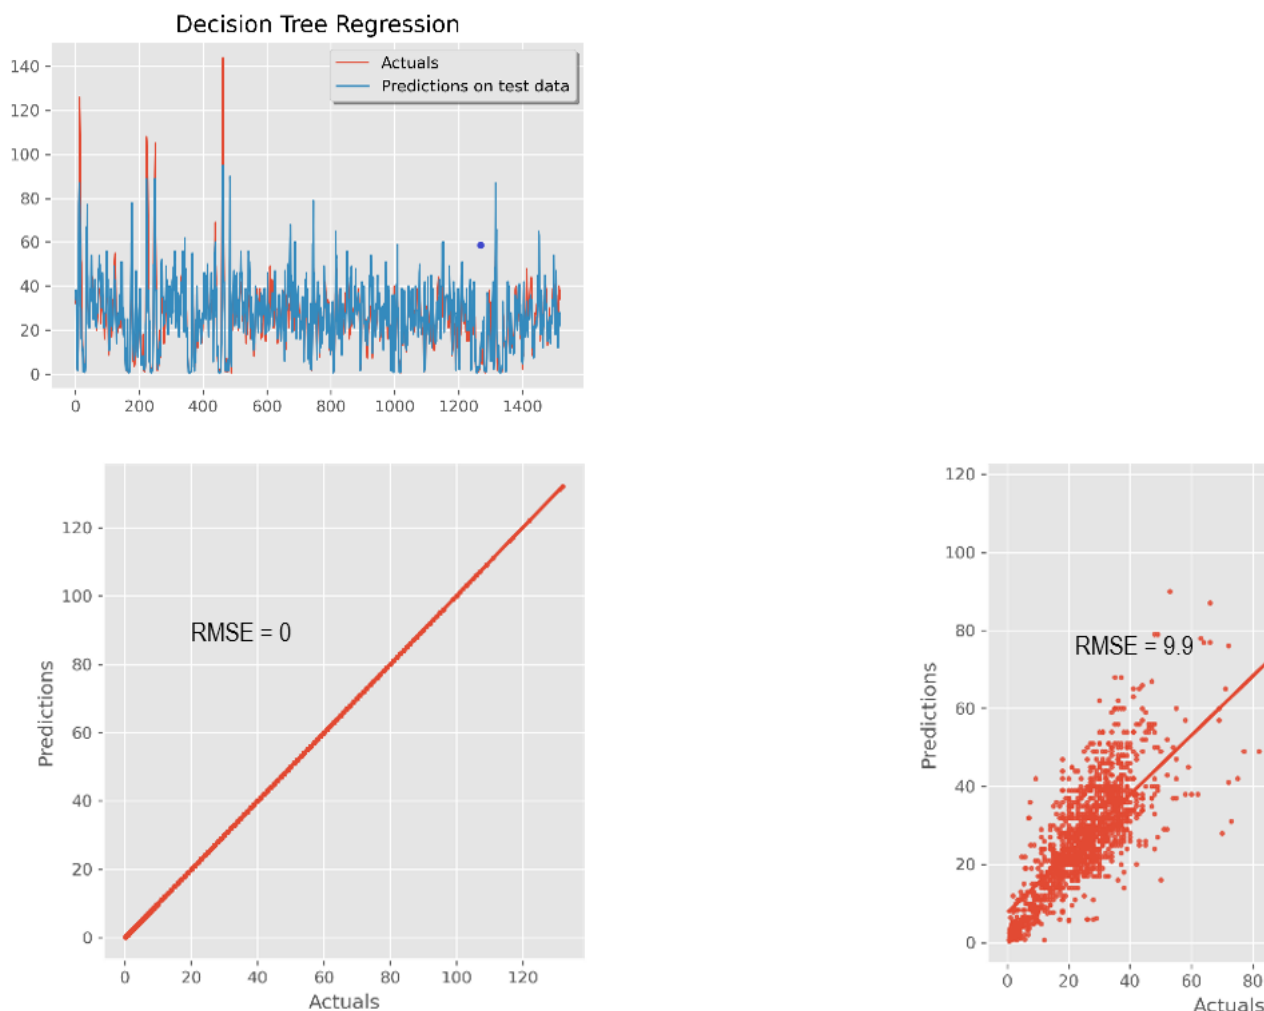 Decision Tree Regression
Actuals
Predictions on test data
140
120
100
80
60
40
20
0
0 200 400 600 800 1000 1200 1400
120
100
80
60
40
20
0
RMSE = 0
Predictions
0 20 40 60 80 100 120
Actuals
120
100
80
60
40
20
0
RMSE = 9.9
Predictions
0 20 40 60 80
Actuals